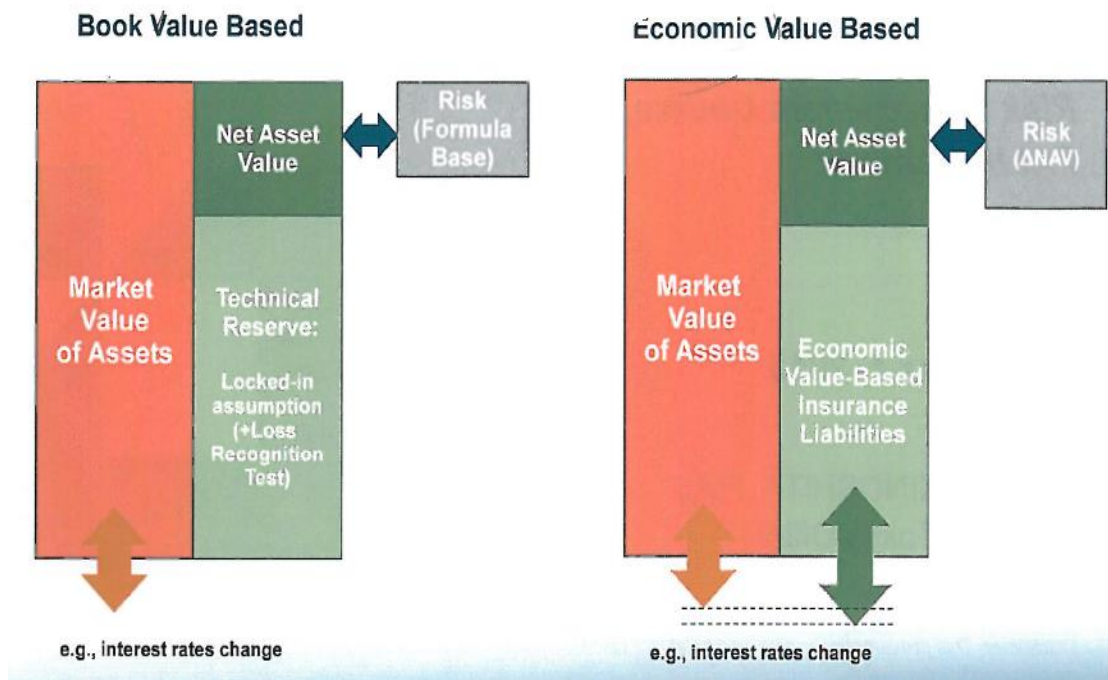 Book Value Based
Economic Value Based
Market
Value
of Assets
Net Asset
Value
Risk
(Formula
Base)
Technical
Reserve:
Locked-in
assumption
(+Loss
Recognition
Test)
e.g., interest rates change
Market
Value
of Assets
Net Asset
Value
Risk
(ΔNAV)
Economic
Value-Based
Insurance
Liabilities
e.g., interest rates change